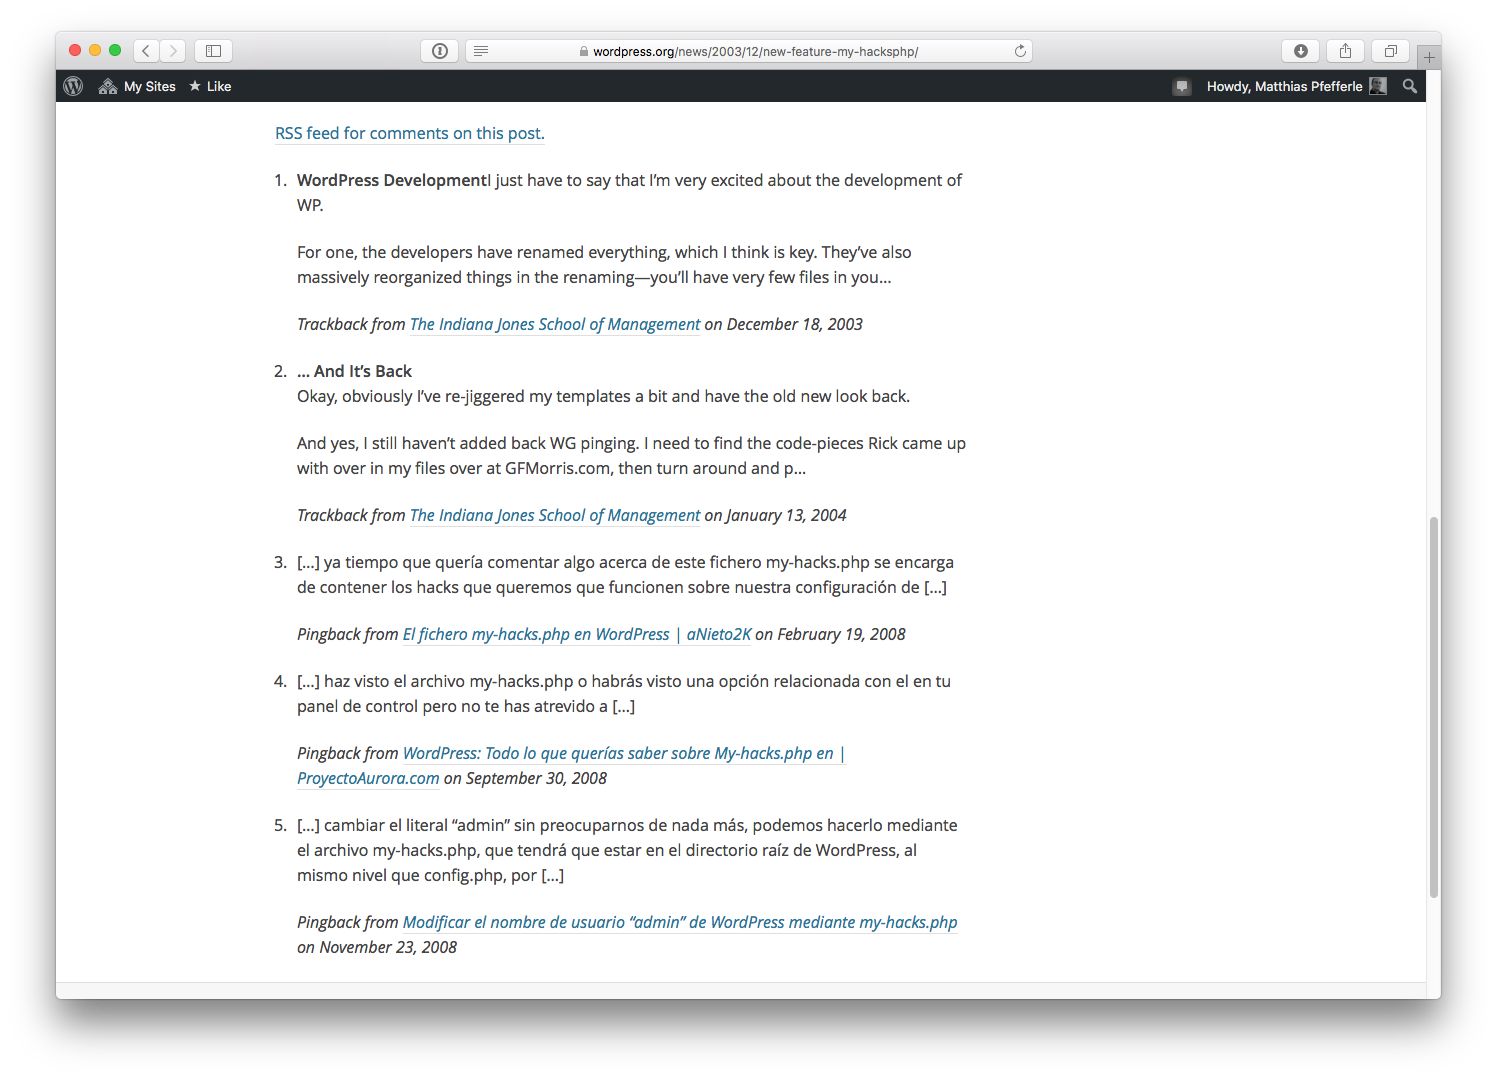 wordpress.org/news/2003/12/new-feature-my-hacksphp/
My Sites
Like
Howdy, Matthias Pfefferle
RSS feed for comments on this post.
1. WordPress DevelopmentI just have to say that I’m very excited about the development of
WP.
For one, the developers have renamed everything, which I think is key. They’ve also
massively reorganized things in the renaming—you’ll have very few files in you...
Trackback from The Indiana Jones School of Management on December 18, 2003
2. ... And It’s Back
Okay, obviously I’ve re-jiggered my templates a bit and have the old new look back.
And yes, I still haven’t added back WG pinging. I need to find the code-pieces Rick came up
with over in my files over at GFMorris.com, then turn around and p...
Trackback from The Indiana Jones School of Management on January 13, 2004
3. [...] ya tiempo que quería comentar algo acerca de este fichero my-hacks.php se encarga
de contener los hacks que queremos que funcionen sobre nuestra configuración de [...]
Pingback from El fichero my-hacks.php en WordPress | aNieto2K on February 19, 2008
4. [...] haz visto el archivo my-hacks.php o habrás visto una opción relacionada con el en tu
panel de control pero no te has atrevido a [...]
Pingback from WordPress: Todo lo que querías saber sobre My-hacks.php en |
ProyectoAurora.com on September 30, 2008
5. [...] cambiar el literal “admin” sin preocuparnos de nada más, podemos hacerlo mediante
el archivo my-hacks.php, que tendrá que estar en el directorio raíz de WordPress, al
mismo nivel que config.php, por [...]
Pingback from Modificar el nombre de usuario “admin” de WordPress mediante my-hacks.php
on November 23, 2008